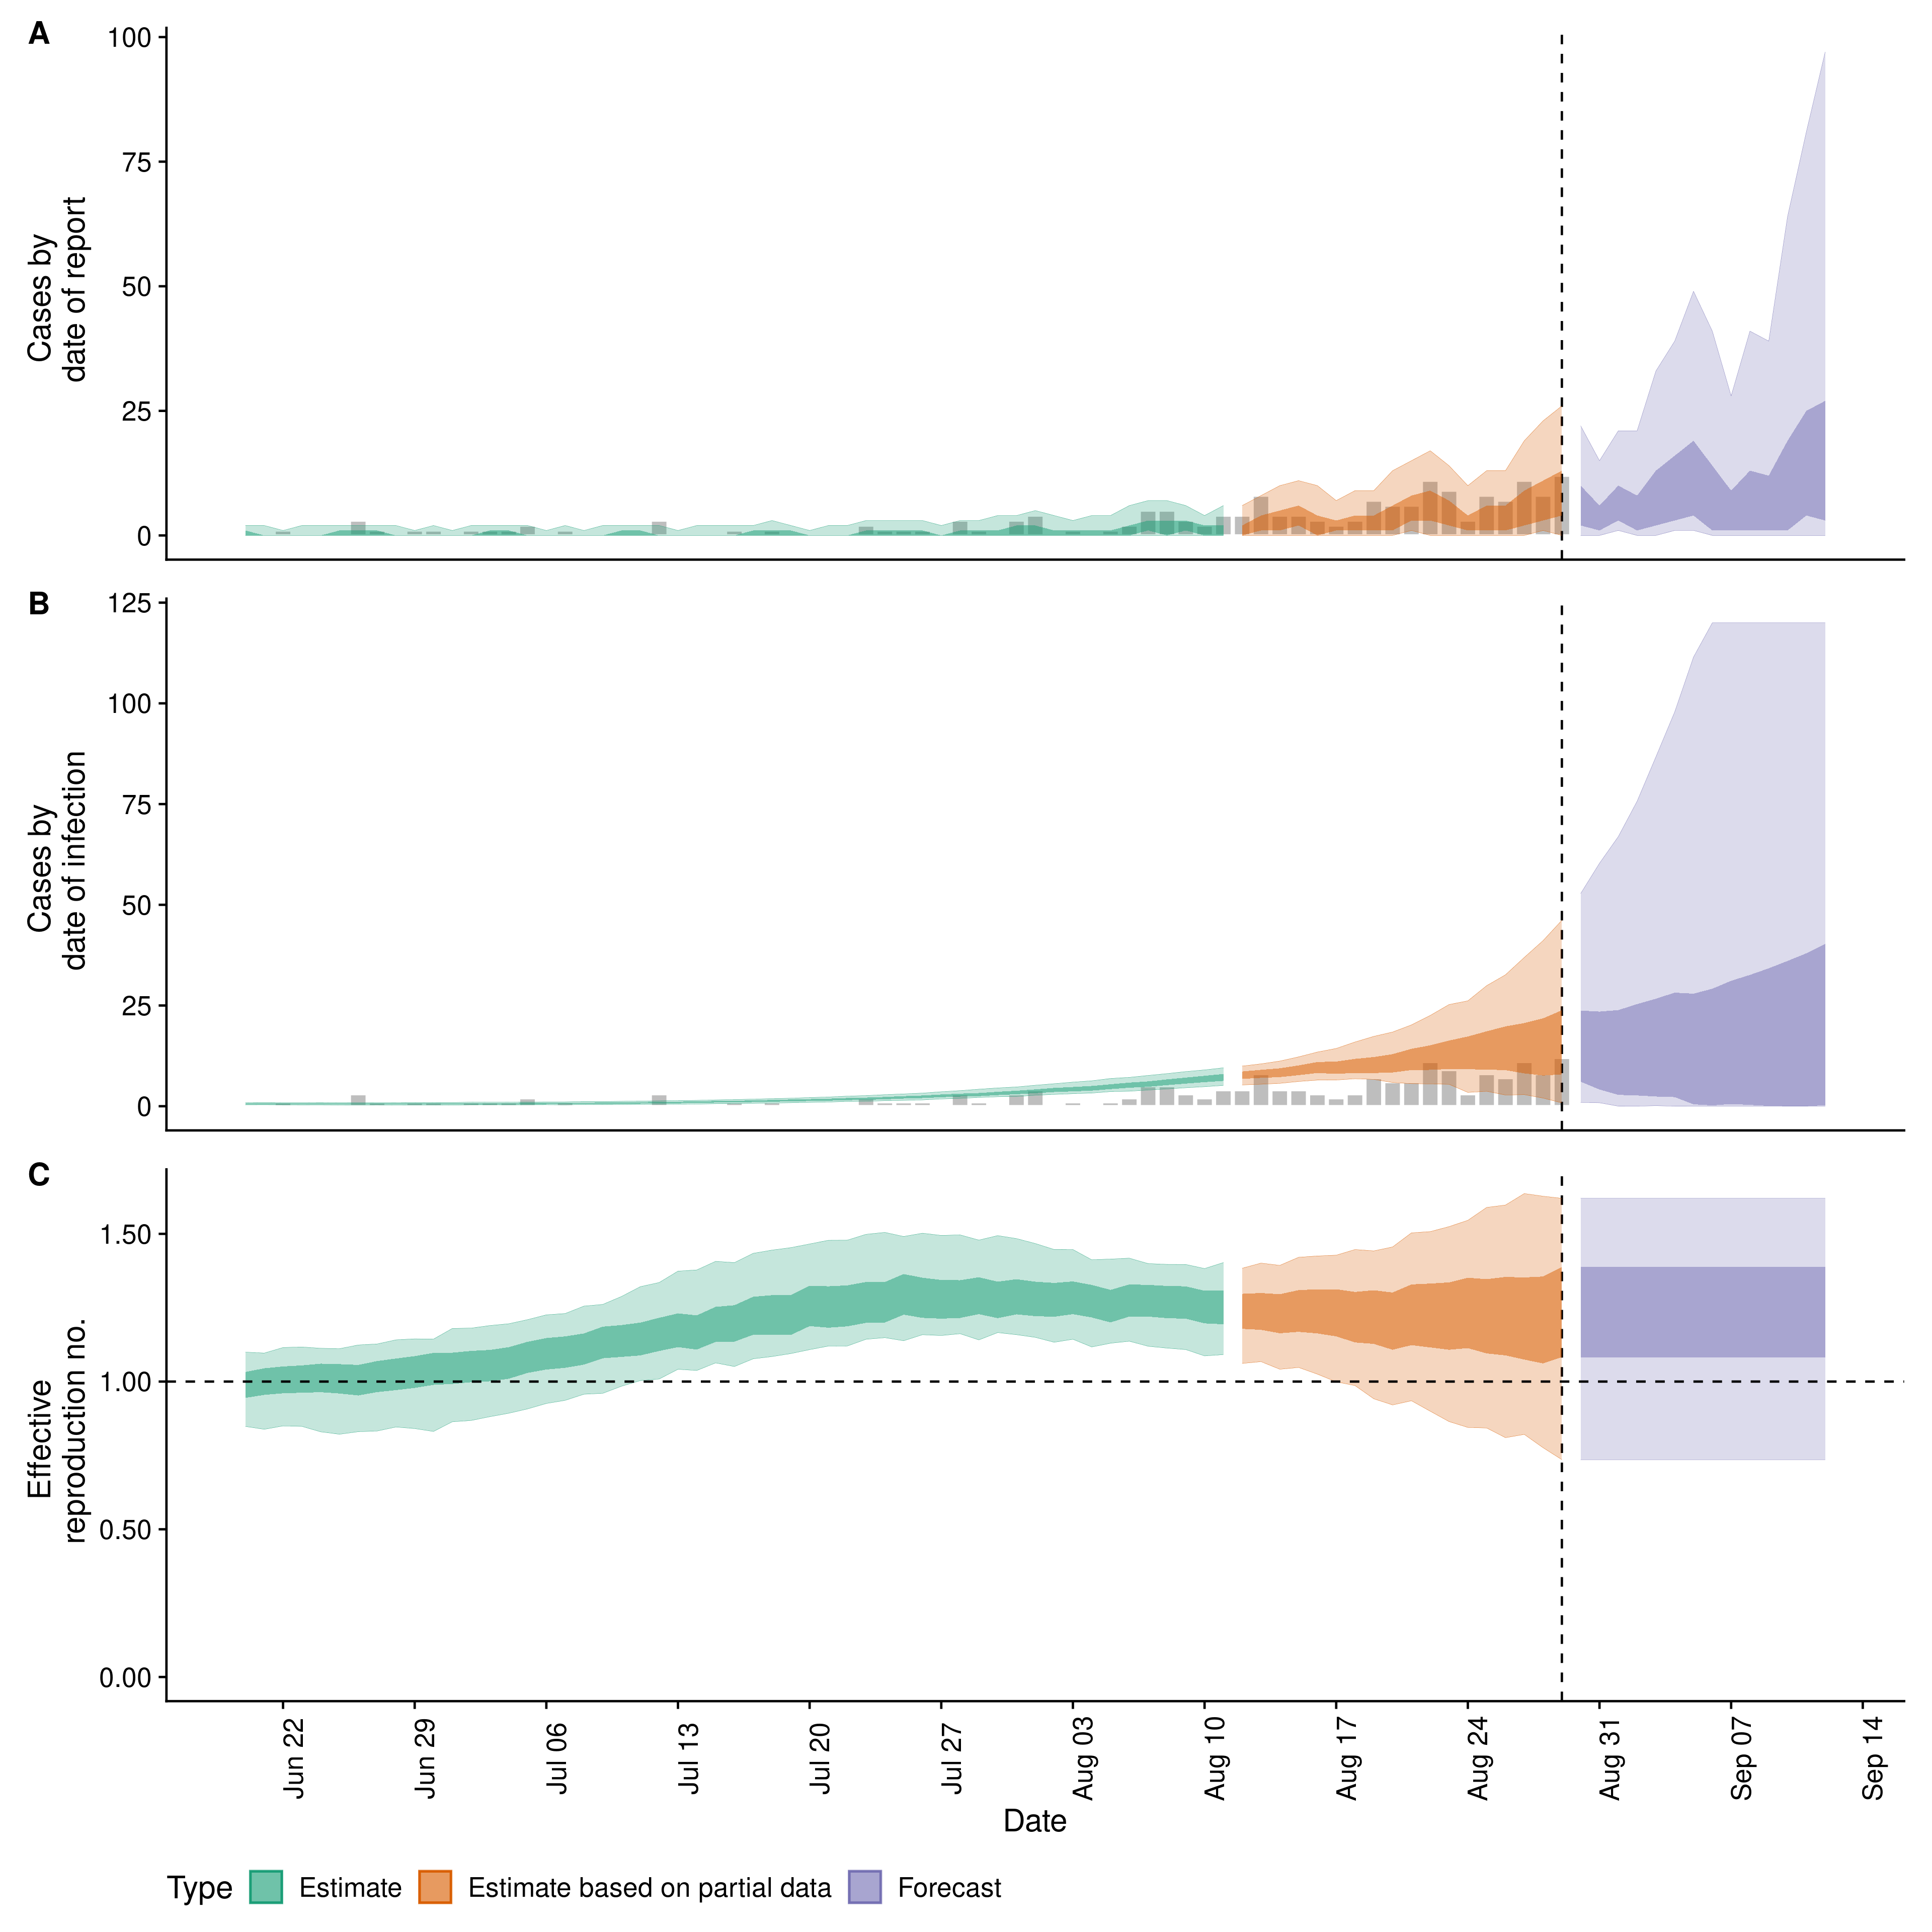 A
Cases by
date of report
100
75
50
25
0
B
Cases by
date of infection
125
100
75
50
25
0
C
Effective
reproduction no.
1.50
1.00
0.50
0.00
Jun 22
Jun 29
Jul 06
Jul 13
Jul 20
Jul 27
Aug 03
Aug 10
Aug 17
Aug 24
Aug 31
Sep 07
Sep 14
Date
Type
Estimate
Estimate based on partial data
Forecast